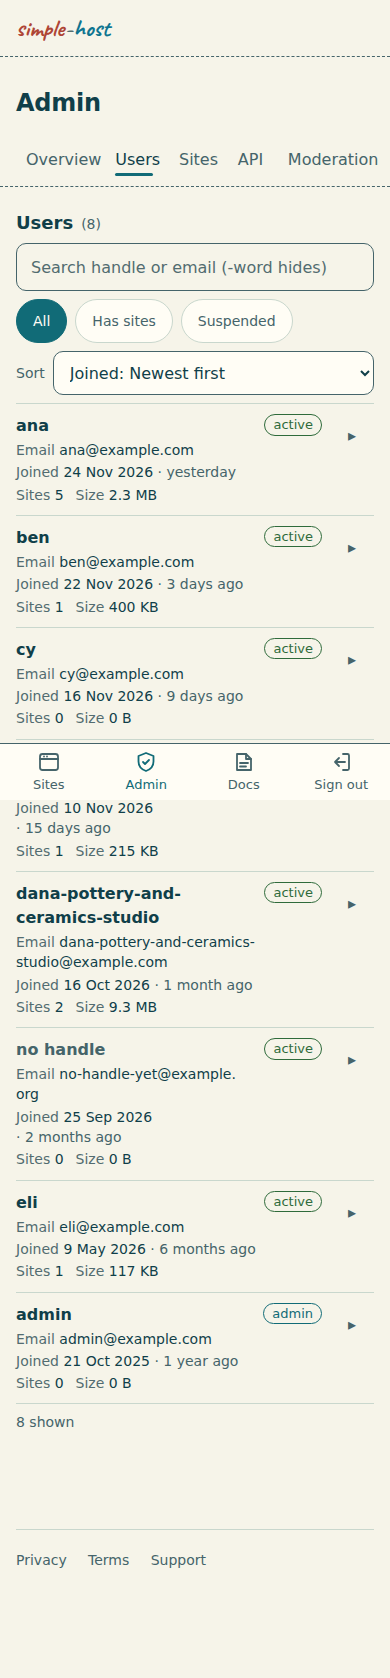 simple-host
Admin
Overview Users Sites API Moderation
Users (8)
Search handle or email (-word hides)
All Has sites Suspended
Sort Joined: Newest first
ana active ▸
Email ana@example.com
Joined 24 Nov 2026 · yesterday
Sites 5 Size 2.3 MB
ben active ▸
Email ben@example.com
Joined 22 Nov 2026 · 3 days ago
Sites 1 Size 400 KB
cy active ▸
Email cy@example.com
Joined 16 Nov 2026 · 9 days ago
Sites 0 Size 0 B
Sites Admin Docs Sign out
Joined 10 Nov 2026
· 15 days ago
Sites 1 Size 215 KB
dana-pottery-and- active ▸
ceramics-studio
Email dana-pottery-and-ceramics-
studio@example.com
Joined 16 Oct 2026 · 1 month ago
Sites 2 Size 9.3 MB
no handle active ▸
Email no-handle-yet@example.
org
Joined 25 Sep 2026
· 2 months ago
Sites 0 Size 0 B
eli active ▸
Email eli@example.com
Joined 9 May 2026 · 6 months ago
Sites 1 Size 117 KB
admin admin ▸
Email admin@example.com
Joined 21 Oct 2025 · 1 year ago
Sites 0 Size 0 B
8 shown
Privacy Terms Support